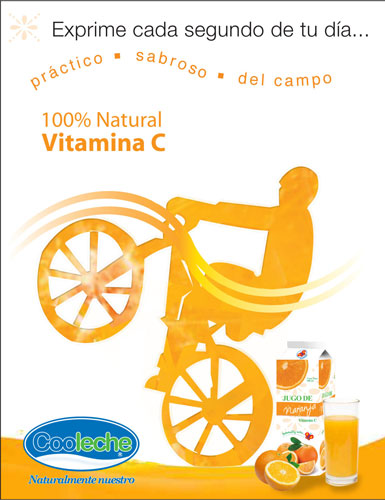 Exprime cada segundo de tu día...
práctico • sabroso • del campo
100% Natural
Vitamina C
JUGO DE
Naranja
Vitamina C
Cooleche
®
Naturalmente nuestro